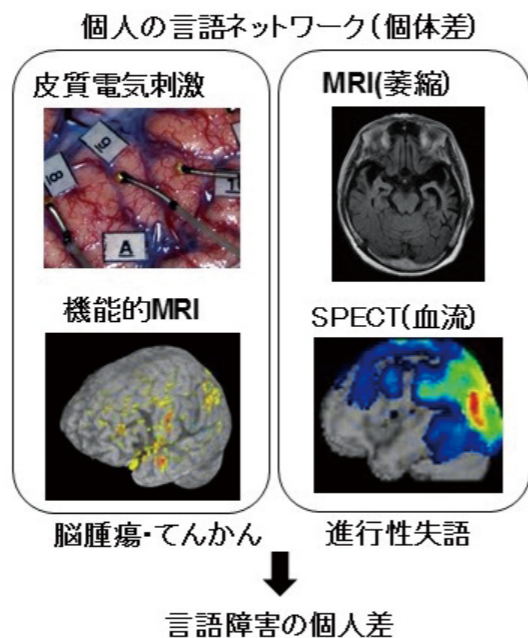 個人の言語ネットワーク(個体差)
皮質電気刺激
8
9
A
機能的MRI
脳腫瘍・てんかん
MRI(萎縮)
SPECT(血流)
進行性失語
言語障害の個人差